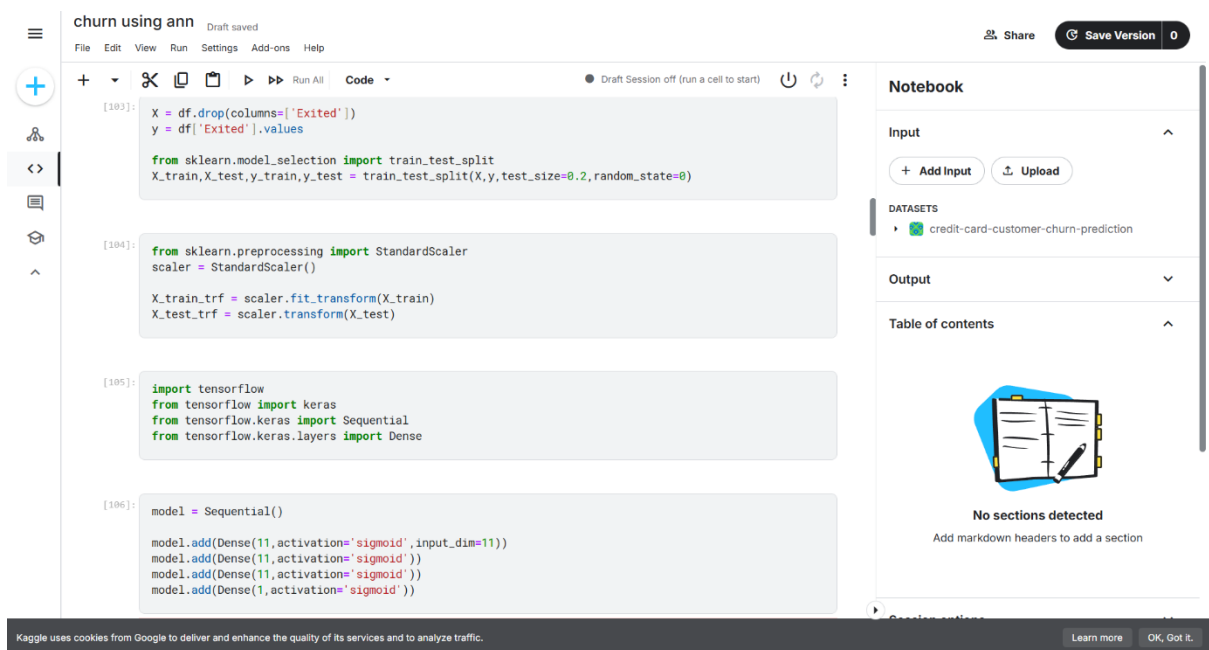 churn using ann Draft saved
File Edit View Run Settings Add-ons Help
Share
Save Version 0
Run All Code
Draft Session off (run a cell to start)
[103]:
X = df.drop(columns=['Exited'])
y = df['Exited'].values
from sklearn.model_selection import train_test_split
X_train,X_test,y_train,y_test = train_test_split(X,y,test_size=0.2,random_state=0)
[104]:
from sklearn.preprocessing import StandardScaler
scaler = StandardScaler()
X_train_trf = scaler.fit_transform(X_train)
X_test_trf = scaler.transform(X_test)
[105]:
import tensorflow
from tensorflow import keras
from tensorflow.keras import Sequential
from tensorflow.keras.layers import Dense
[106]:
model = Sequential()
model.add(Dense(11,activation='sigmoid',input_dim=11))
model.add(Dense(11,activation='sigmoid'))
model.add(Dense(11,activation='sigmoid'))
model.add(Dense(1,activation='sigmoid'))
Notebook
Input
+ Add Input
Upload
DATASETS
credit-card-customer-churn-prediction
Output
Table of contents
No sections detected
Add markdown headers to add a section
Session options
Kaggle uses cookies from Google to deliver and enhance the quality of its services and to analyze traffic.
Learn more
OK, Got it.